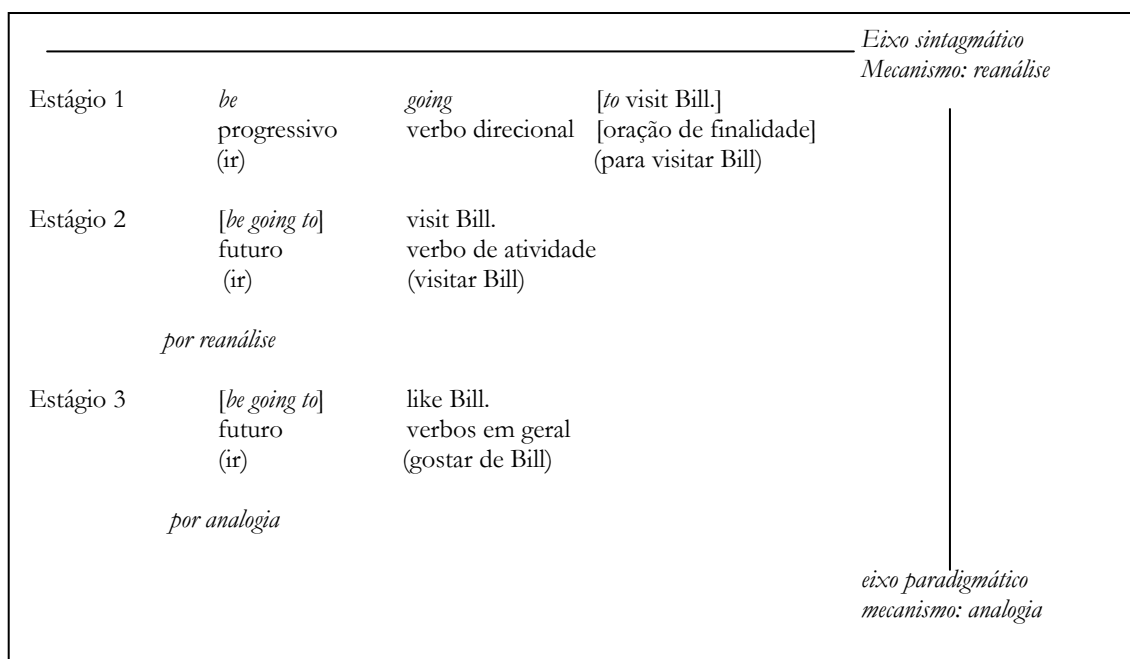 Eixo sintagmático
Mecanismo: reanálise
Estágio 1 be going [to visit Bill.]
progressivo verbo direcional [oração de finalidade]
(ir) (para visitar Bill)
Estágio 2 [be going to] visit Bill.
futuro verbo de atividade
(ir) (visitar Bill)
por reanálise
Estágio 3 [be going to] like Bill.
futuro verbos em geral
(ir) (gostar de Bill)
por analogia
eixo paradigmático
mecanismo: analogia